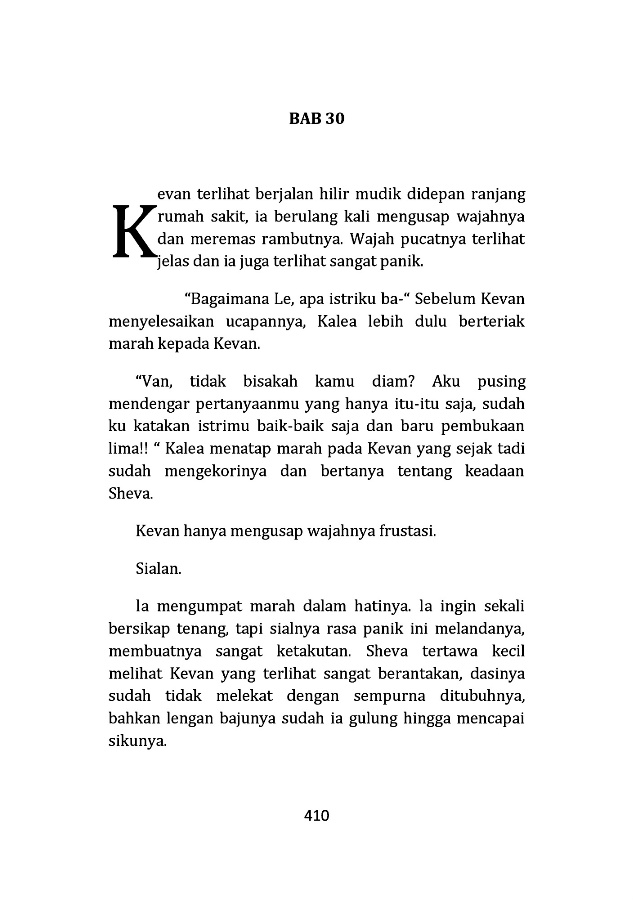 BAB 30
Kevan terlihat berjalan hilir mudik didepan ranjang
rumah sakit, ia berulang kali mengusap wajahnya
dan meremas rambutnya. Wajah pucatnya terlihat
jelas dan ia juga terlihat sangat panik.
“Bagaimana Le, apa istriku ba-“ Sebelum Kevan
menyelesaikan ucapannya, Kalea lebih dulu berteriak
marah kepada Kevan.
“Van, tidak bisakah kamu diam? Aku pusing
mendengar pertanyaanmu yang hanya itu-itu saja, sudah
ku katakan istrimu baik-baik saja dan baru pembukaan
lima!! “ Kalea menatap marah pada Kevan yang sejak tadi
sudah mengekorinya dan bertanya tentang keadaan
Sheva.
Kevan hanya mengusap wajahnya frustasi.
Sialan.
Ia mengumpat marah dalam hatinya. Ia ingin sekali
bersikap tenang, tapi sialnya rasa panik ini melandanya,
membuatnya sangat ketakutan. Sheva tertawa kecil
melihat Kevan yang terlihat sangat berantakan, dasinya
sudah tidak melekat dengan sempurna ditubuhnya,
bahkan lengan bajunya sudah ia gulung hingga mencapai
sikunya.
410